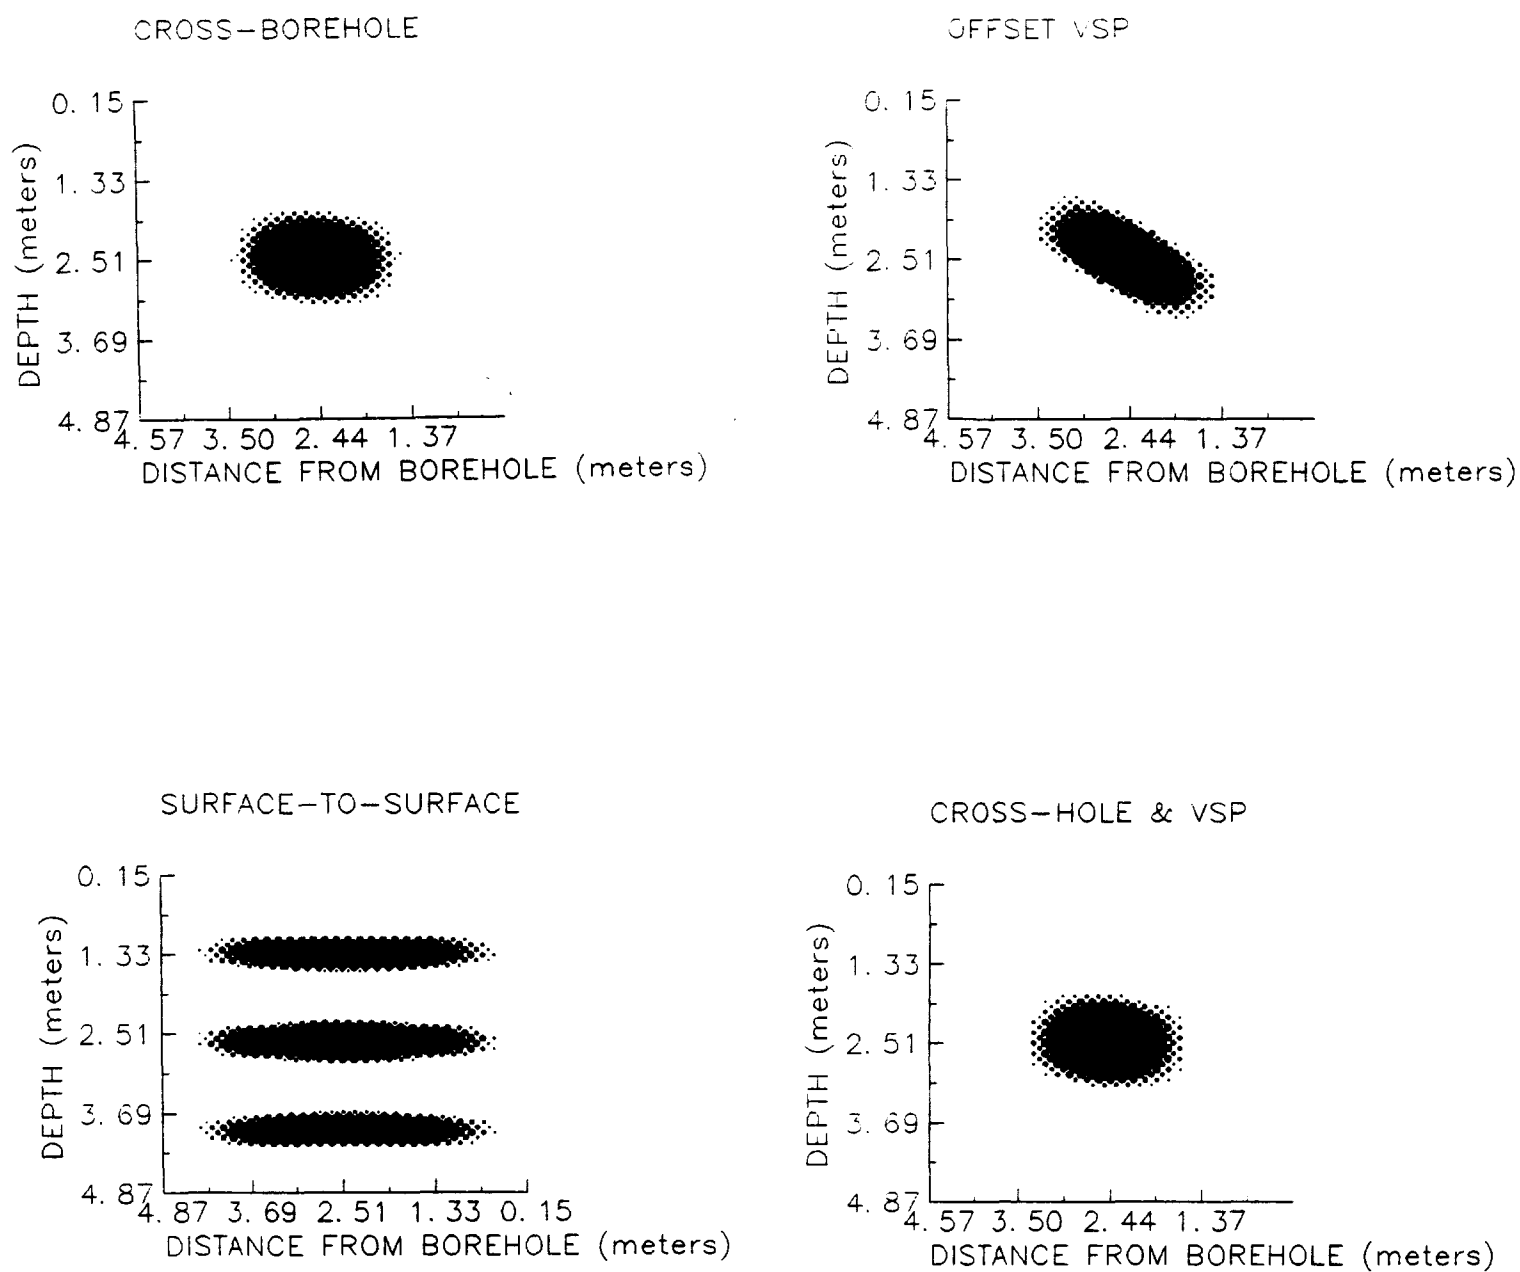 CROSS-BOREHOLE
0.15
1.33
2.51
3.69
4.87
DEPTH (meters)
4.57 3.50 2.44 1.37
DISTANCE FROM BOREHOLE (meters)
OFFSET VSP
0.15
1.33
2.51
3.69
4.87
DEPTH (meters)
4.57 3.50 2.44 1.37
DISTANCE FROM BOREHOLE (meters)
SURFACE-TO-SURFACE
0.15
1.33
2.51
3.69
4.87
DEPTH (meters)
4.87 3.69 2.51 1.33 0.15
DISTANCE FROM BOREHOLE (meters)
CROSS-HOLE & VSP
0.15
1.33
2.51
3.69
4.87
DEPTH (meters)
4.57 3.50 2.44 1.37
DISTANCE FROM BOREHOLE (meters)